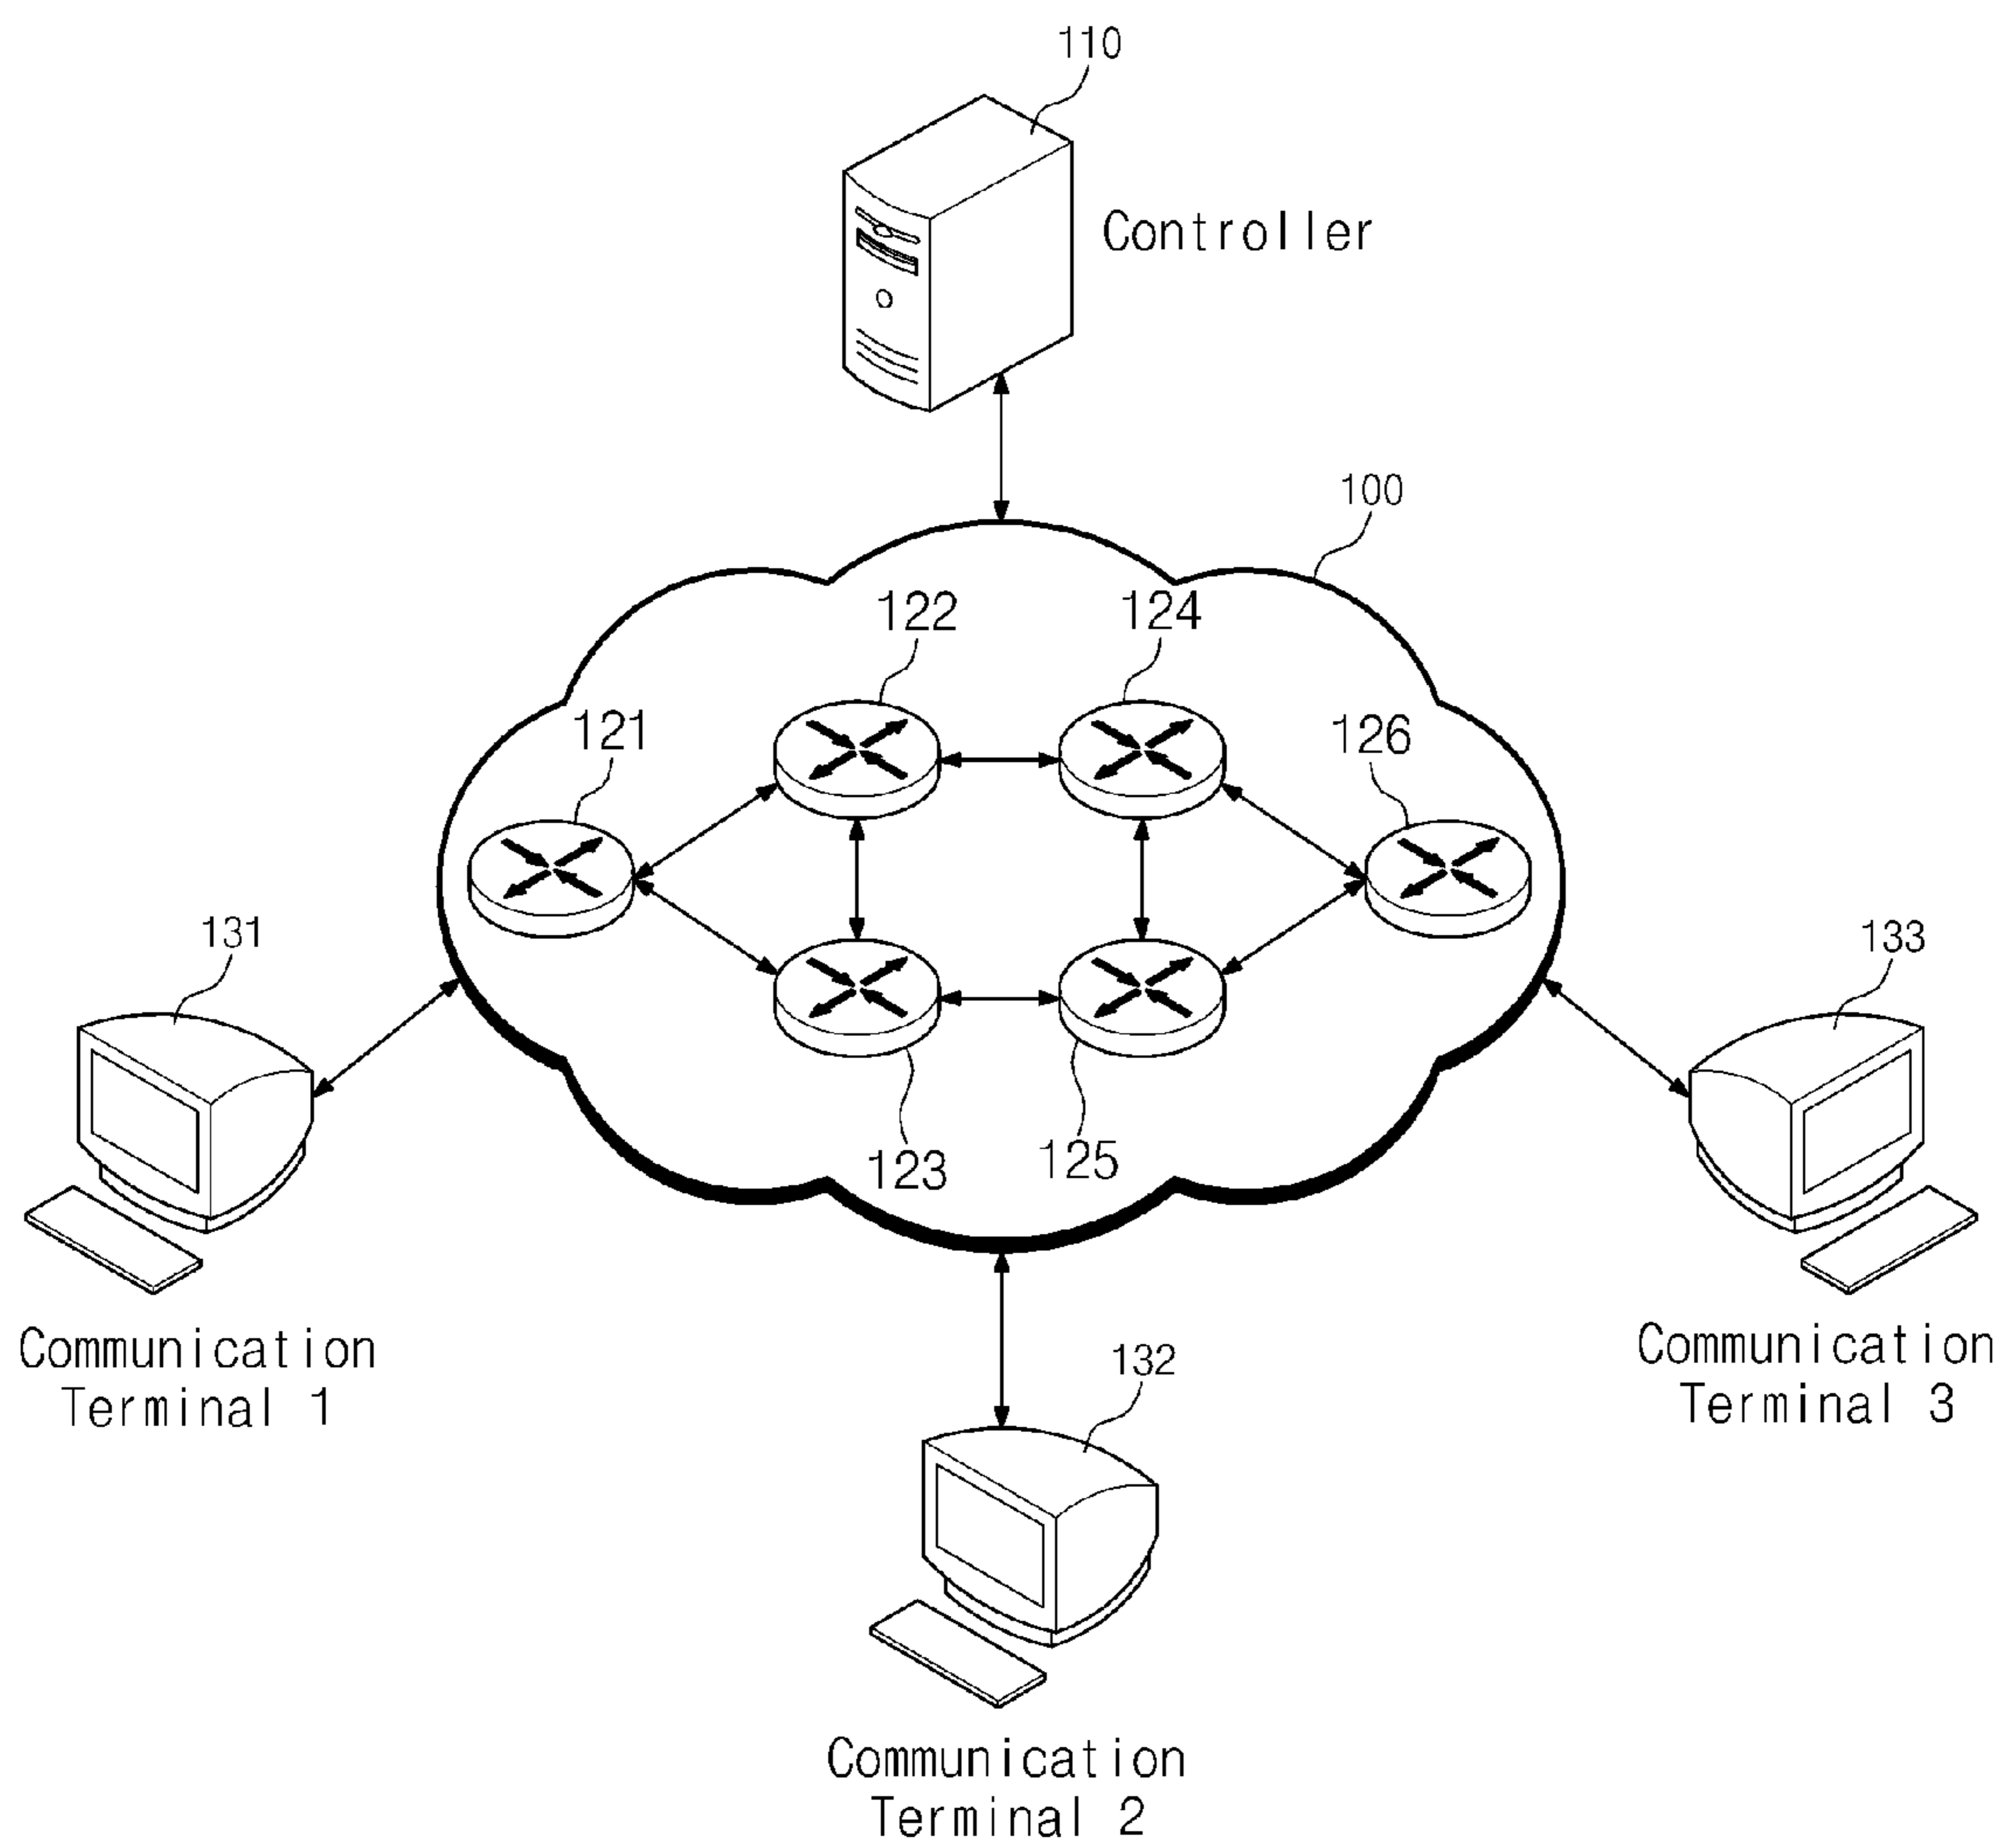 110
Controller
100
122
124
121
126
131
133
123
125
Communication
Terminal 1
132
Communication
Terminal 3
Communication
Terminal 2